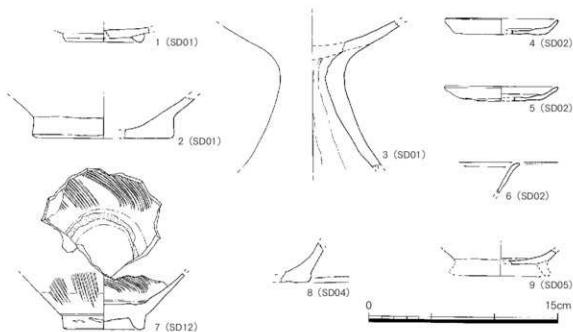 1 (SD01)
2 (SD01)
3 (SD01)
4 (SD02)
5 (SD02)
6 (SD02)
7 (SD12)
8 (SD04)
9 (SD05)
0 15cm